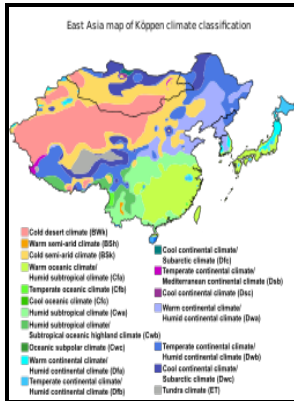 East Asia map of Köppen climate classification
Cold desert climate (BWk)
Warm semi-arid climate (BSh)
Cold semi-arid climate (BSk)
Warm oceanic climate/
Humid subtropical climate (Cfa)
Temperate oceanic climate (Cfb)
Cool oceanic climate (Cfc)
Humid subtropical climate (Cwa)
Humid subtropical climate/
Subtropical oceanic highland climate (Cwb)
Oceanic subpolar climate (Cwc)
Warm continental climate/
Humid continental climate (Dfa)
Temperate continental climate/
Humid continental climate (Dfb)
Cool continental climate/
Subarctic climate (Dfc)
Temperate continental climate/
Mediterranean continental climate (Dsb)
Cool continental climate (Dsc)
Warm continental climate/
Humid continental climate (Dwa)
Temperate continental climate/
Humid continental climate (Dwb)
Cool continental climate/
Subarctic climate (Dwc)
Tundra climate (ET)